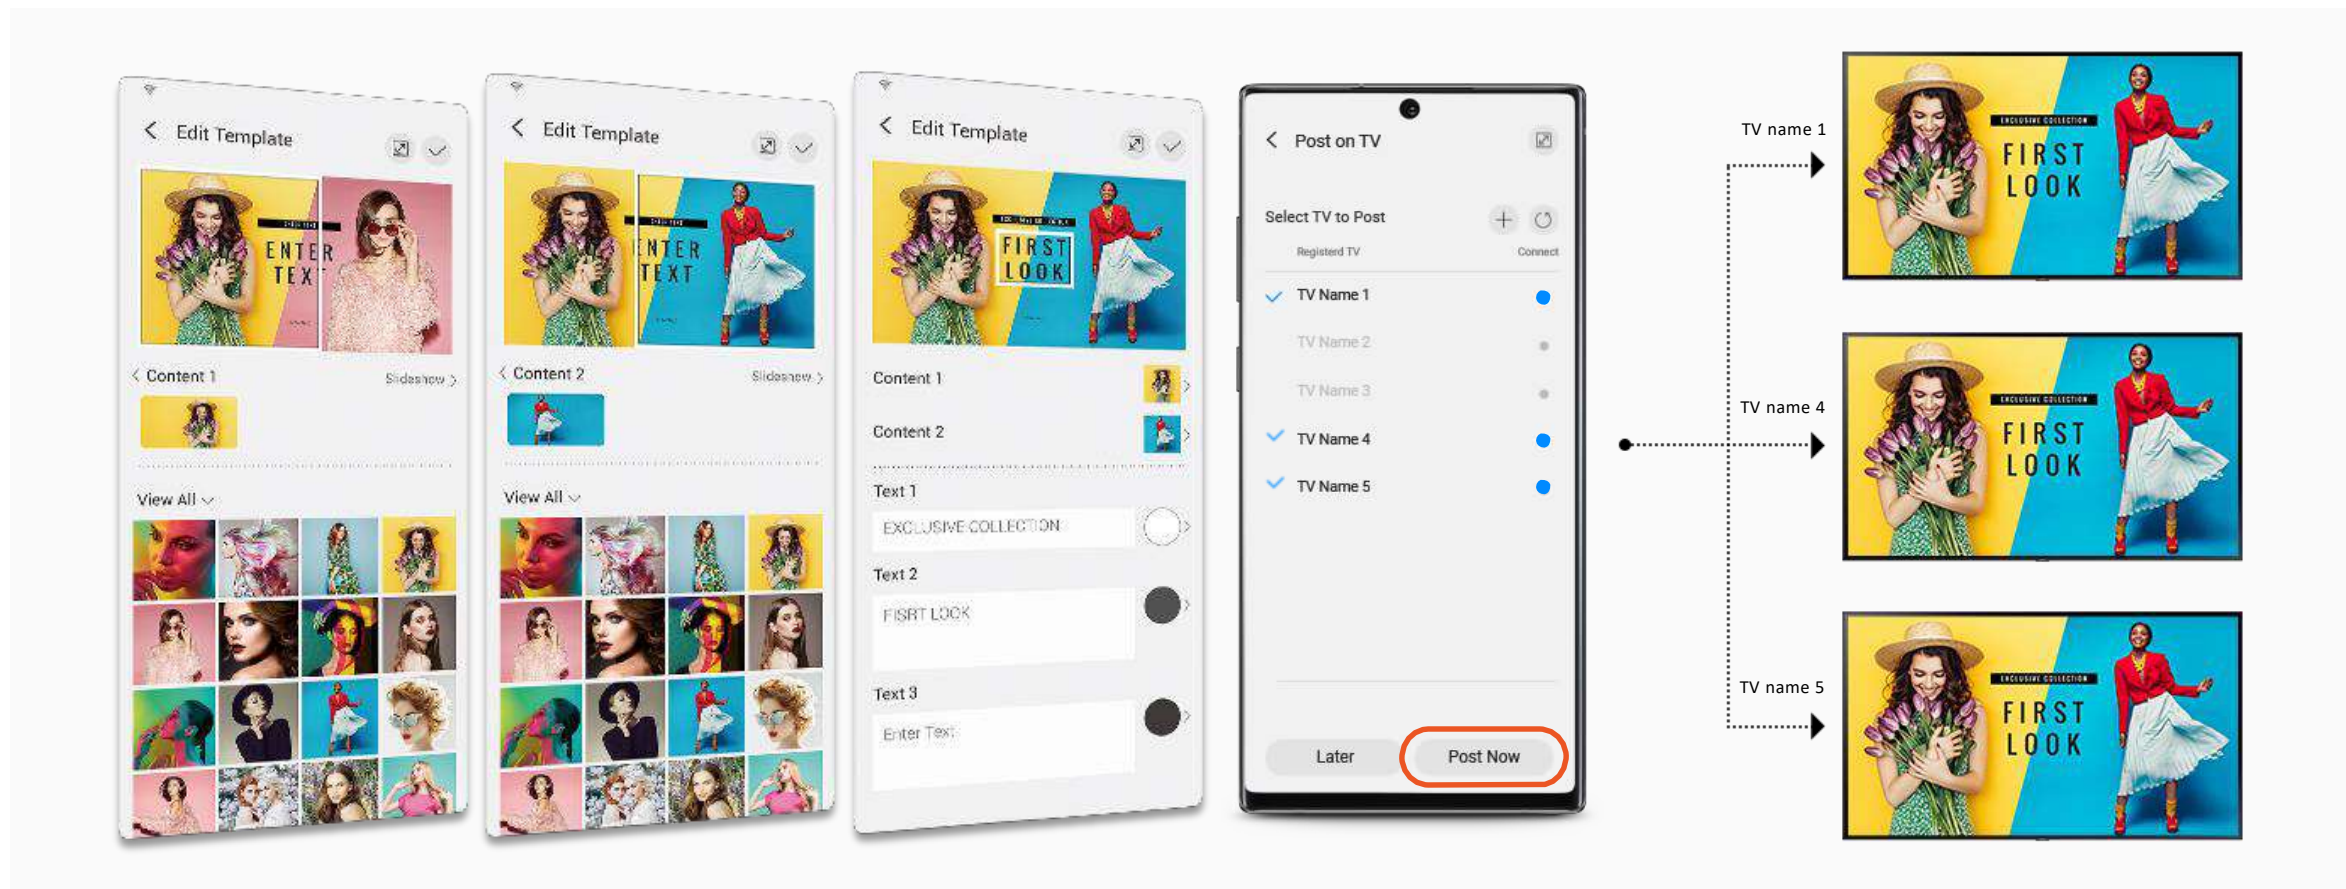 Edit Template
ENTER
TEXT
Content 1
Slideshow
View All
Edit Template
ENTER
TEXT
Content 2
Slideshow
View All
Edit Template
EXCLUSIVE COLLECTION
FIRST
LOOK
Content 1
Content 2
Text 1
EXCLUSIVE COLLECTION
Text 2
FISRT LOOK
Text 3
Enter Text
Post on TV
Select TV to Post
Registerd TV Connect
TV Name 1
TV Name 2
TV Name 3
TV Name 4
TV Name 5
Later Post Now
TV name 1
EXCLUSIVE COLLECTION
FIRST
LOOK
TV name 4
EXCLUSIVE COLLECTION
FIRST
LOOK
TV name 5
EXCLUSIVE COLLECTION
FIRST
LOOK